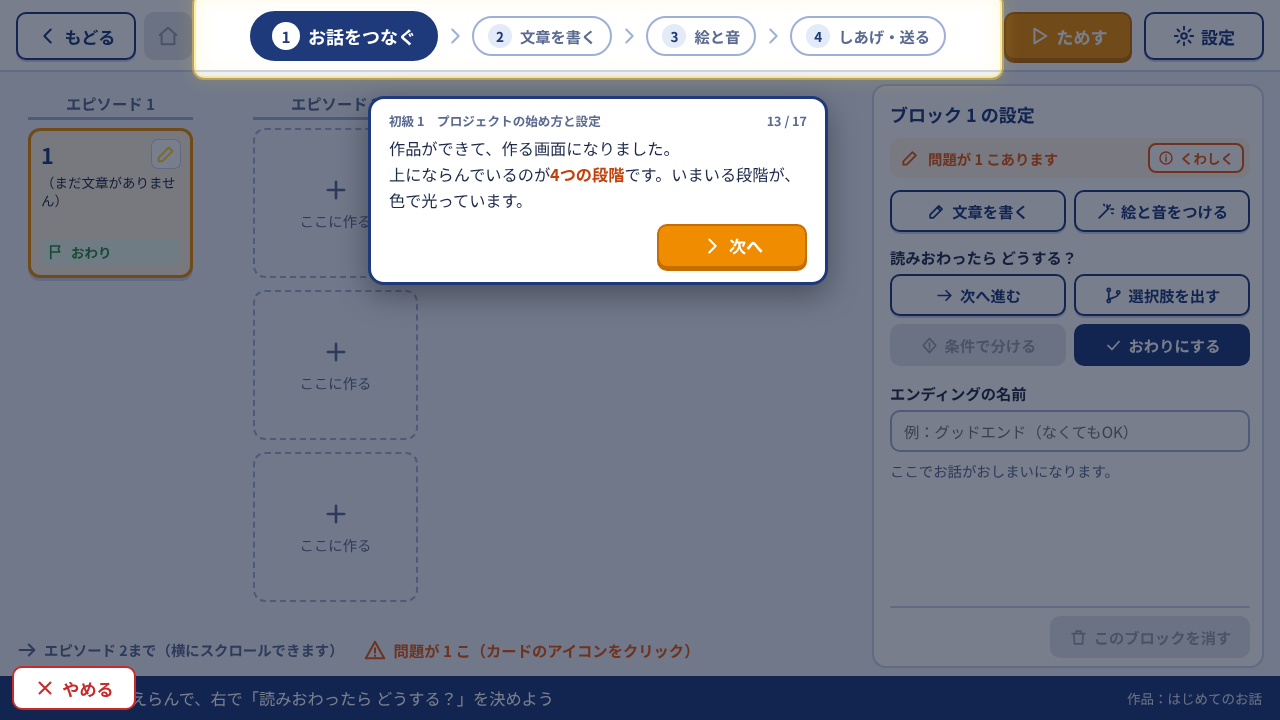 もどる
1 お話をつなぐ
2 文章を書く
3 絵と音
4 しあげ・送る
ためす
設定
エピソード 1
エピソード
初級 1 プロジェクトの始め方と設定
13 / 17
作品ができて、作る画面になりました。
上にならんでいるのが4つの段階です。いまいる段階が、
色で光っています。
次へ
1
（まだ文章がありませ
ん）
おわり
ここに作る
ここに作る
ここに作る
ブロック 1 の設定
問題が 1 こあります
くわしく
文章を書く
絵と音をつける
読みおわったら どうする？
次へ進む
選択肢を出す
条件で分ける
おわりにする
エンディングの名前
例：グッドエンド（なくてもOK）
ここでお話がおしまいになります。
このブロックを消す
エピソード 2まで（横にスクロールできます）
問題が 1 こ（カードのアイコンをクリック）
やめる
えらんで、右で「読みおわったら どうする？」を決めよう
作品：はじめてのお話